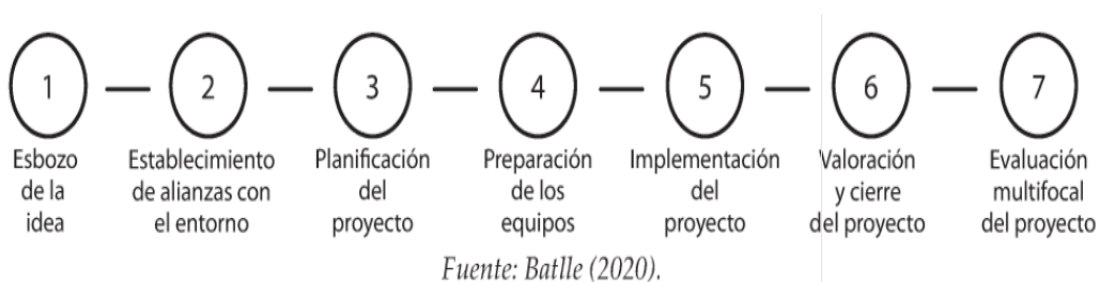 1 2 3 4 5 6 7
Esbozo Establecimiento Planificación Preparación Implementación Valoración Evaluación
de la de alianzas con del de los del y cierre multifocal
idea el entorno proyecto equipos proyecto del proyecto del proyecto
Fuente: Batlle (2020).